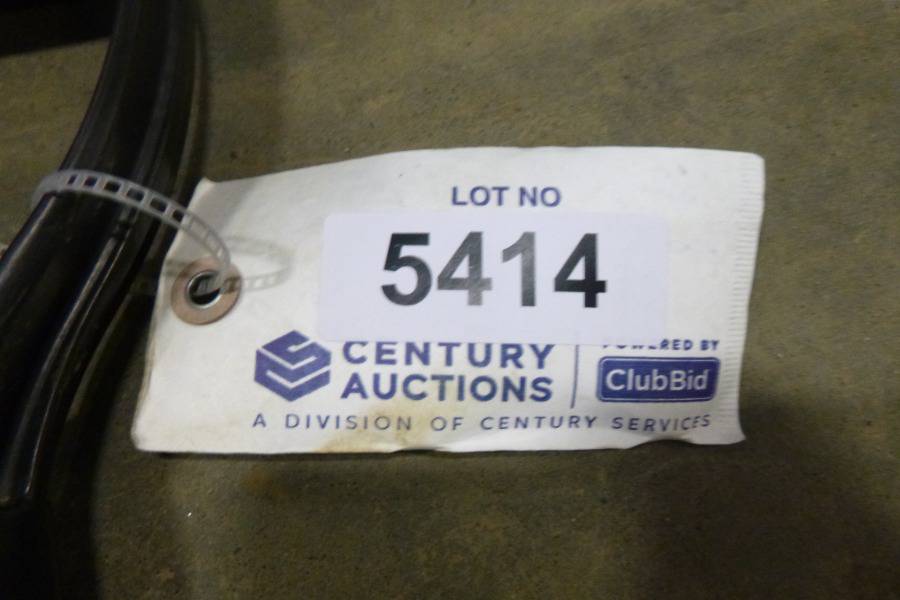 LOT NO
5414
CENTURY
AUCTIONS
POWERED BY
ClubBid
A DIVISION OF CENTURY SERVICES